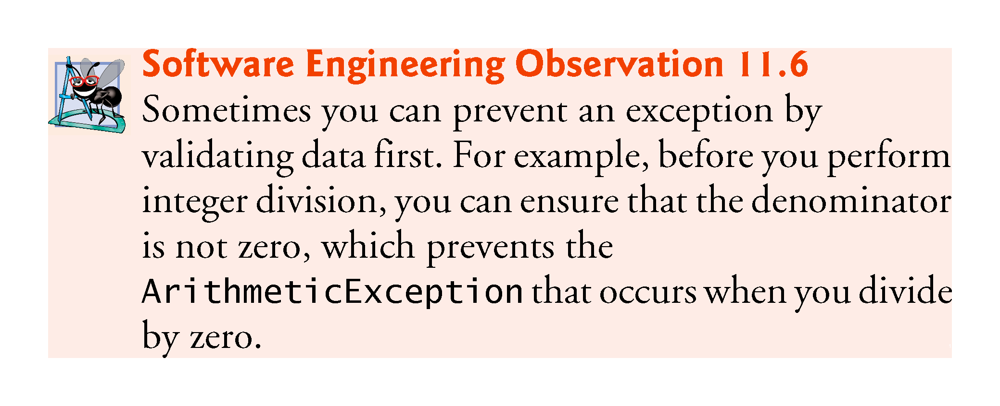 Software Engineering Observation 11.6
Sometimes you can prevent an exception by
validating data first. For example, before you perform
integer division, you can ensure that the denominator
is not zero, which prevents the
ArithmeticException that occurs when you divide
by zero.